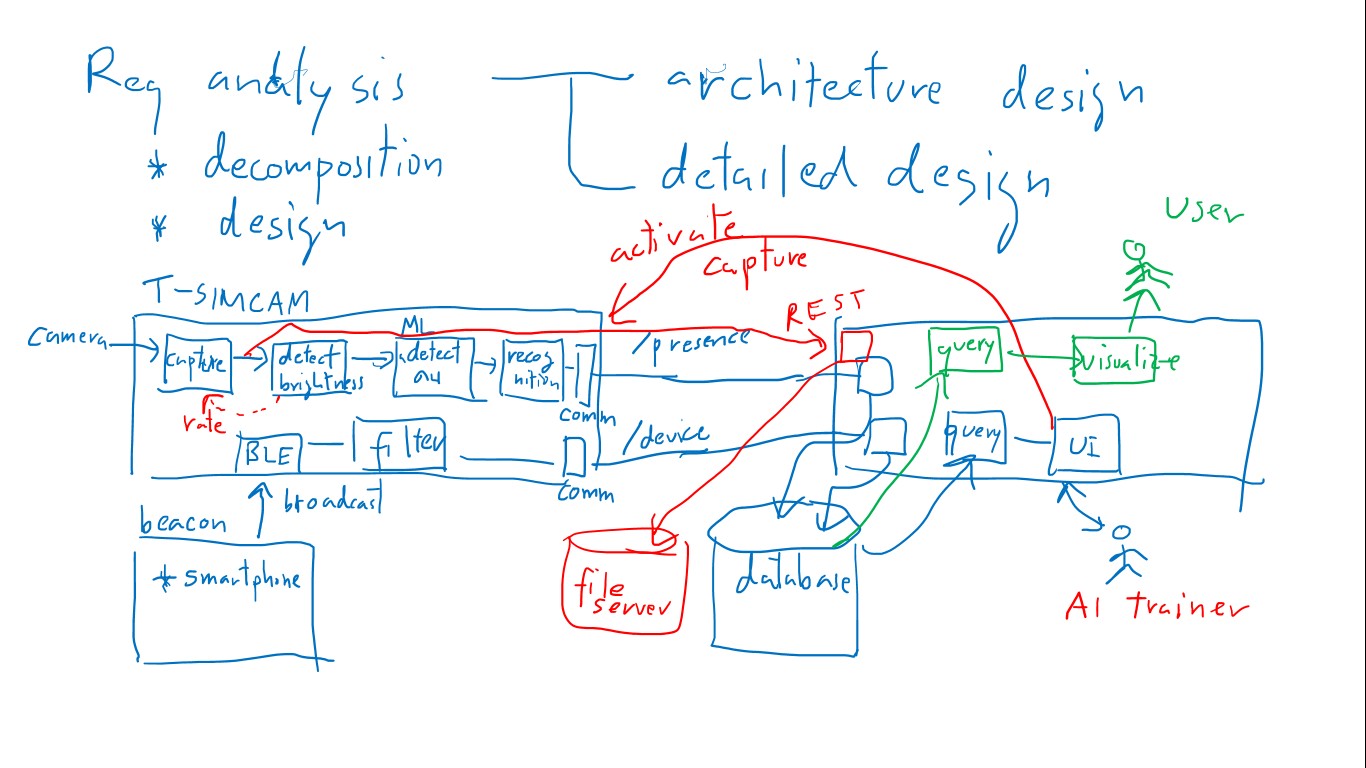 Req analysis
architecture design
* decomposition
detailed design
* design
User
activate
capture
T-SIMCAM
REST
Camera
ML
/presence
capture
detect
brightness
detect
recog
nition
query
visualize
rate
comm
BLE
filter
/device
query
UI
comm
broadcast
beacon
* smartphone
file
server
database
AI trainer